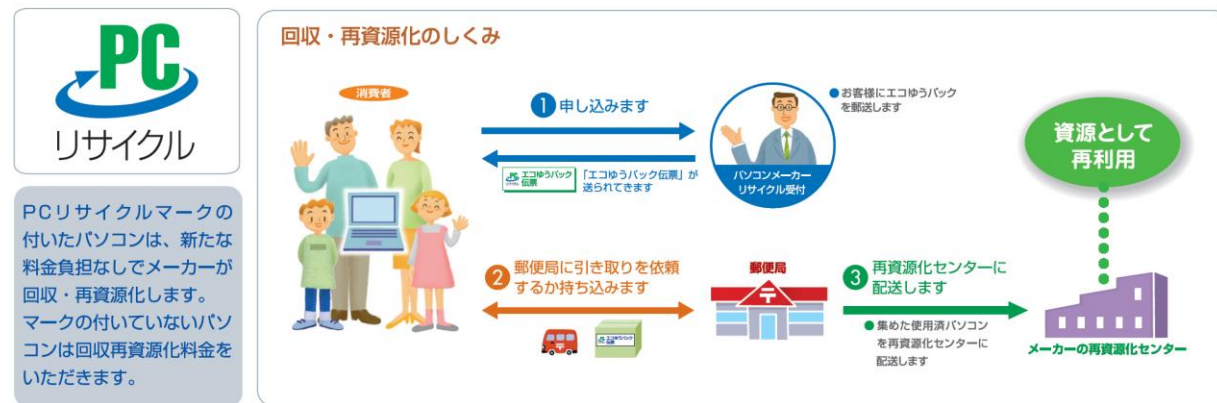 PC
リサイクル
PCリサイクルマークの
付いたパソコンは、新たな
料金負担なしでメーカーが
回収・再資源化します。
マークの付いていないパソ
コンは回収再資源化料金を
いただきます。
回収・再資源化のしくみ
消費者
1 申し込みます
エコゆうパック
伝票
「エコゆうパック伝票」が
送られてきます
パソコンメーカー
リサイクル受付
●お客様にエコゆうパック
を郵送します
2 郵便局に引き取りを依頼
するか持ち込みます
エコゆうパック
伝票
郵便局
〒
3 再資源化センターに
配送します
●集めた使用済パソコン
を再資源化センターに
配送します
資源として
再利用
メーカーの再資源化センター